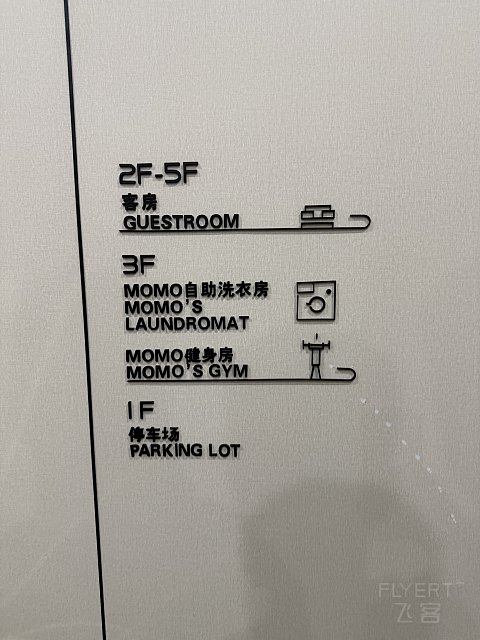 2F-5F
客房
GUESTROOM
3F
MOMO自助洗衣房
MOMO'S
LAUNDROMAT
MOMO健身房
MOMO'S GYM
1F
停车场
PARKING LOT
FLYERT
飞客